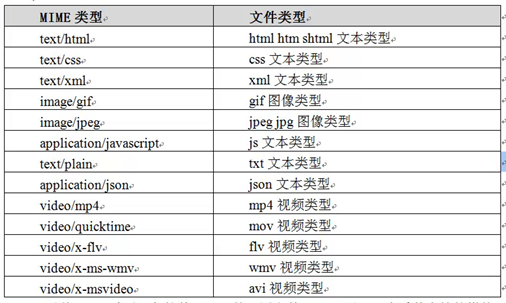 MIME 类型 文件类型
text/html html htm shtml 文本类型
text/css css 文本类型
text/xml xml 文本类型
image/gif gif 图像类型
image/jpeg jpeg jpg 图像类型
application/javascript js 文本类型
text/plain txt 文本类型
application/json json 文本类型
video/mp4 mp4 视频类型
video/quicktime mov 视频类型
video/x-flv flv 视频类型
video/x-ms-wmv wmv 视频类型
video/x-msvideo avi 视频类型